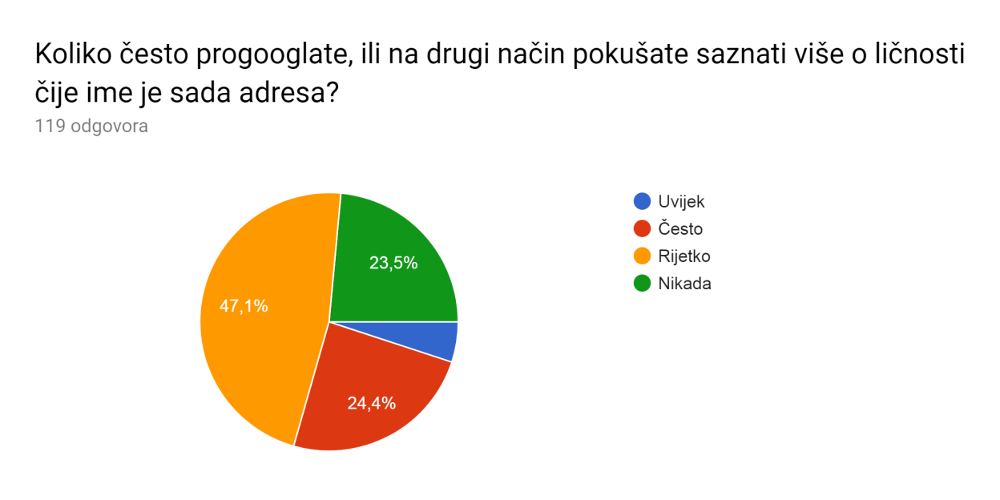 Koliko često progooglate, ili na drugi način pokušate saznati više o ličnosti
čije ime je sada adresa?
119 odgovora
Uvijek
Često
Rijetko
Nikada
23,5%
47,1%
24,4%